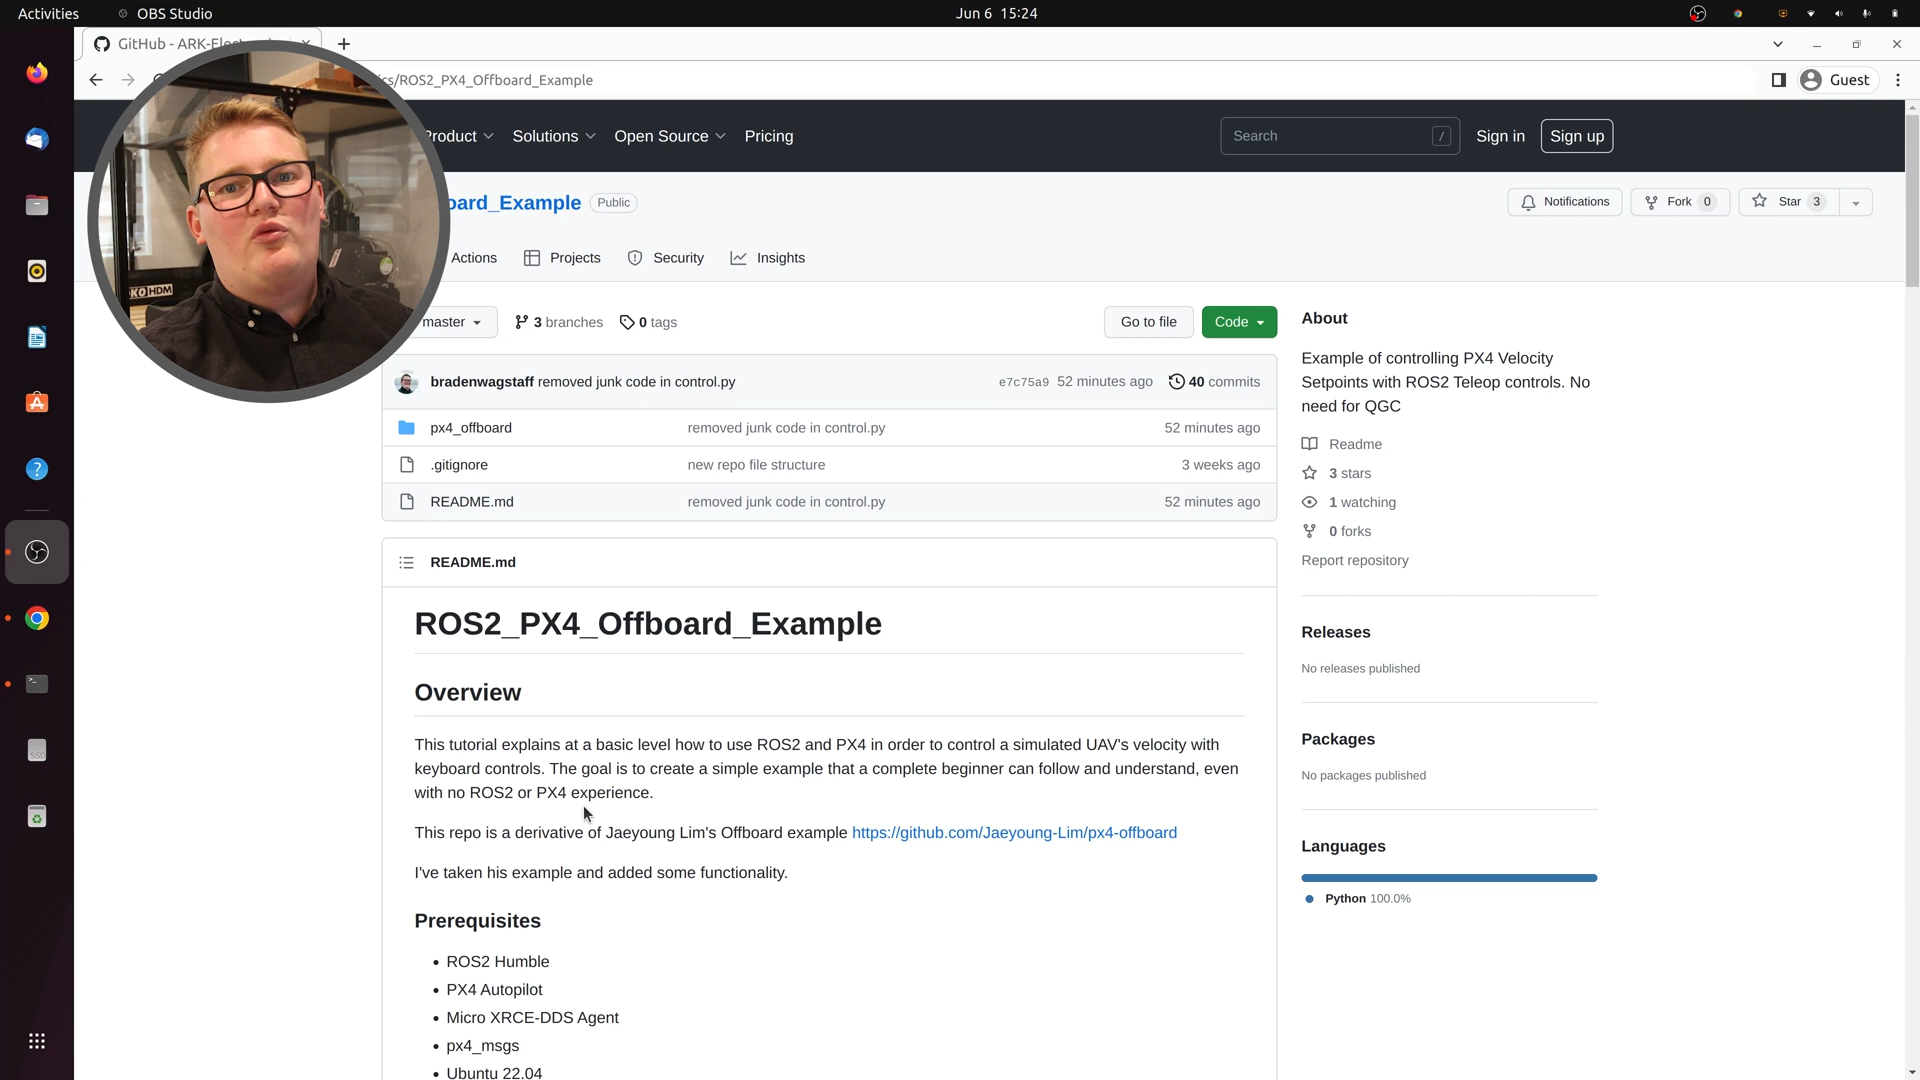 Activities
OBS Studio
Jun 6 15:24
GitHub - ARK-Elect
cs/ROS2_PX4_Offboard_Example
Guest
Product
Solutions
Open Source
Pricing
Search
/
Sign in
Sign up
oard_Example
Public
Notifications
Fork 0
Star 3
Actions
Projects
Security
Insights
master
3 branches
0 tags
Go to file
Code
bradenwagstaff removed junk code in control.py
e7c75a9 52 minutes ago
40 commits
px4_offboard removed junk code in control.py 52 minutes ago
.gitignore new repo file structure 3 weeks ago
README.md removed junk code in control.py 52 minutes ago
README.md
ROS2_PX4_Offboard_Example
Overview
This tutorial explains at a basic level how to use ROS2 and PX4 in order to control a simulated UAV's velocity with
keyboard controls. The goal is to create a simple example that a complete beginner can follow and understand, even
with no ROS2 or PX4 experience.
This repo is a derivative of Jaeyoung Lim's Offboard example https://github.com/Jaeyoung-Lim/px4-offboard
I've taken his example and added some functionality.
Prerequisites
ROS2 Humble
PX4 Autopilot
Micro XRCE-DDS Agent
px4_msgs
Ubuntu 22.04
About
Example of controlling PX4 Velocity
Setpoints with ROS2 Teleop controls. No
need for QGC
Readme
3 stars
1 watching
0 forks
Report repository
Releases
No releases published
Packages
No packages published
Languages
Python 100.0%
KO HDM